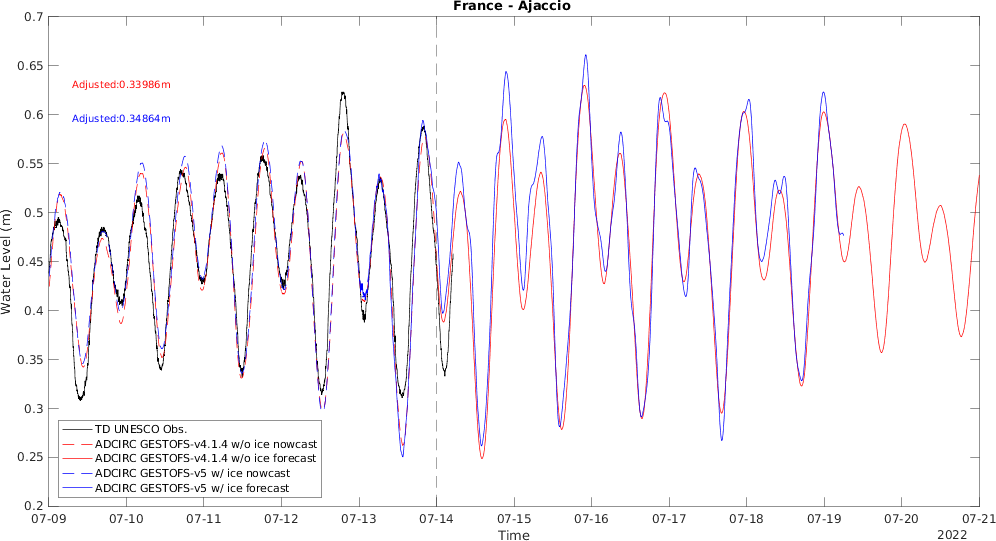 France - Ajaccio
0.7
0.65
0.6
0.55
0.5
0.45
0.4
0.35
0.3
0.25
0.2
Water Level (m)
Adjusted:0.33986m
Adjusted:0.34864m
TD UNESCO Obs.
ADCIRC GESTOFS-v4.1.4 w/o ice nowcast
ADCIRC GESTOFS-v4.1.4 w/o ice forecast
ADCIRC GESTOFS-v5 w/ ice nowcast
ADCIRC GESTOFS-v5 w/ ice forecast
07-09 07-10 07-11 07-12 07-13 07-14 07-15 07-16 07-17 07-18 07-19 07-20 07-21
Time
2022